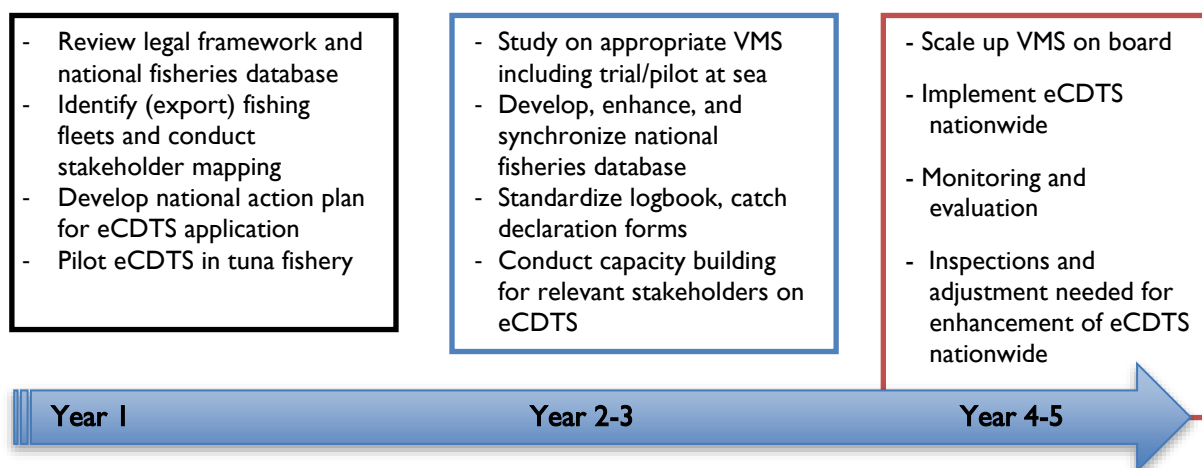 - Review legal framework and
national fisheries database
- Identify (export) fishing
fleets and conduct
stakeholder mapping
- Develop national action plan
for eCDTS application
- Pilot eCDTS in tuna fishery
- Study on appropriate VMS
including trial/pilot at sea
- Develop, enhance, and
synchronize national
fisheries database
- Standardize logbook, catch
declaration forms
- Conduct capacity building
for relevant stakeholders on
eCDTS
- Scale up VMS on board
- Implement eCDTS
nationwide
- Monitoring and
evaluation
- Inspections and
adjustment needed for
enhancement of eCDTS
nationwide
Year 1
Year 2-3
Year 4-5